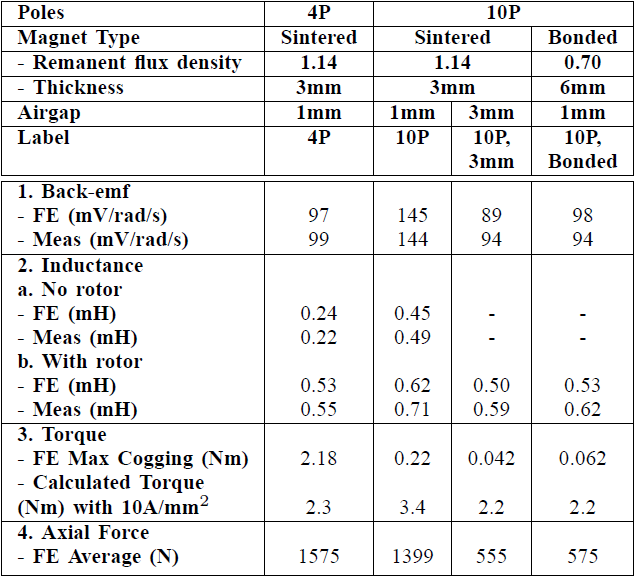 Poles 4P 10P
Magnet Type Sintered Sintered Bonded
- Remanent flux density 1.14 1.14 0.70
- Thickness 3mm 3mm 6mm
Airgap 1mm 1mm 3mm 1mm
Label 4P 10P 10P, 10P,
3mm Bonded
1. Back-emf
- FE (mV/rad/s) 97 145 89 98
- Meas (mV/rad/s) 99 144 94 94
2. Inductance
a. No rotor
- FE (mH) 0.24 0.45 - -
- Meas (mH) 0.22 0.49 - -
b. With rotor
- FE (mH) 0.53 0.62 0.50 0.53
- Meas (mH) 0.55 0.71 0.59 0.62
3. Torque
- FE Max Cogging (Nm) 2.18 0.22 0.042 0.062
- Calculated Torque
(Nm) with 10A/mm² 2.3 3.4 2.2 2.2
4. Axial Force
- FE Average (N) 1575 1399 555 575